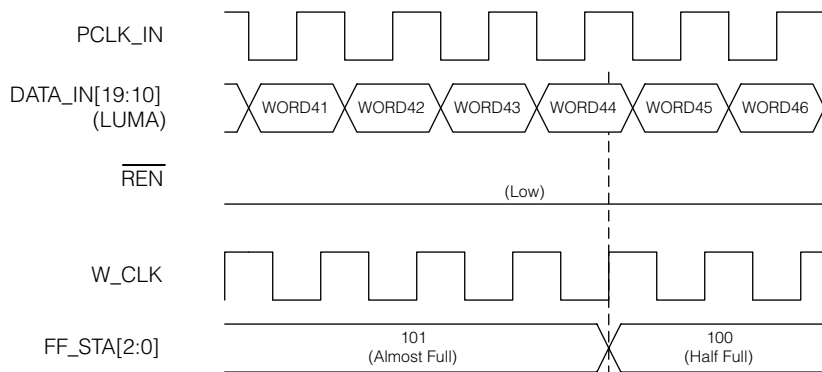 PCLK_IN
DATA_IN[19:10]
(LUMA)
WORD41 WORD42 WORD43 WORD44 WORD45 WORD46
REN
(Low)
W_CLK
FF_STA[2:0]
101
(Almost Full)
100
(Half Full)